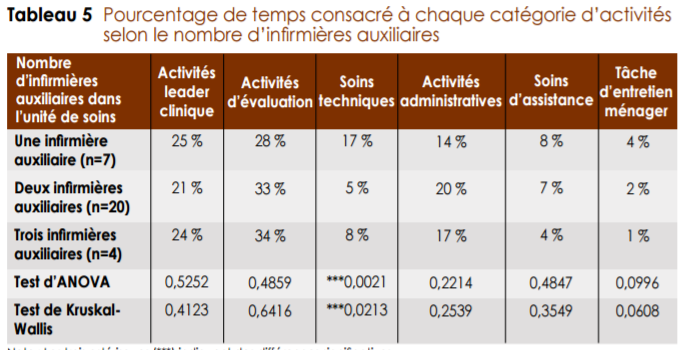 Tableau 5 Pourcentage de temps consacré à chaque catégorie d'activités
selon le nombre d'infirmières auxiliaires
Nombre d'infirmières auxiliaires dans l'unité de soins | Activités leader clinique | Activités d'évaluation | Soins techniques | Activités administratives | Soins d'assistance | Tâche d'entretien ménager
Une infirmière auxiliaire (n=7) | 25 % | 28 % | 17 % | 14 % | 8 % | 4 %
Deux infirmières auxiliaires (n=20) | 21 % | 33 % | 5 % | 20 % | 7 % | 2 %
Trois infirmières auxiliaires (n=4) | 24 % | 34 % | 8 % | 17 % | 4 % | 1 %
Test d'ANOVA | 0,5252 | 0,4859 | ***0,0021 | 0,2214 | 0,4847 | 0,0996
Test de Kruskal-Wallis | 0,4123 | 0,6416 | ***0,0213 | 0,2539 | 0,3549 | 0,0608